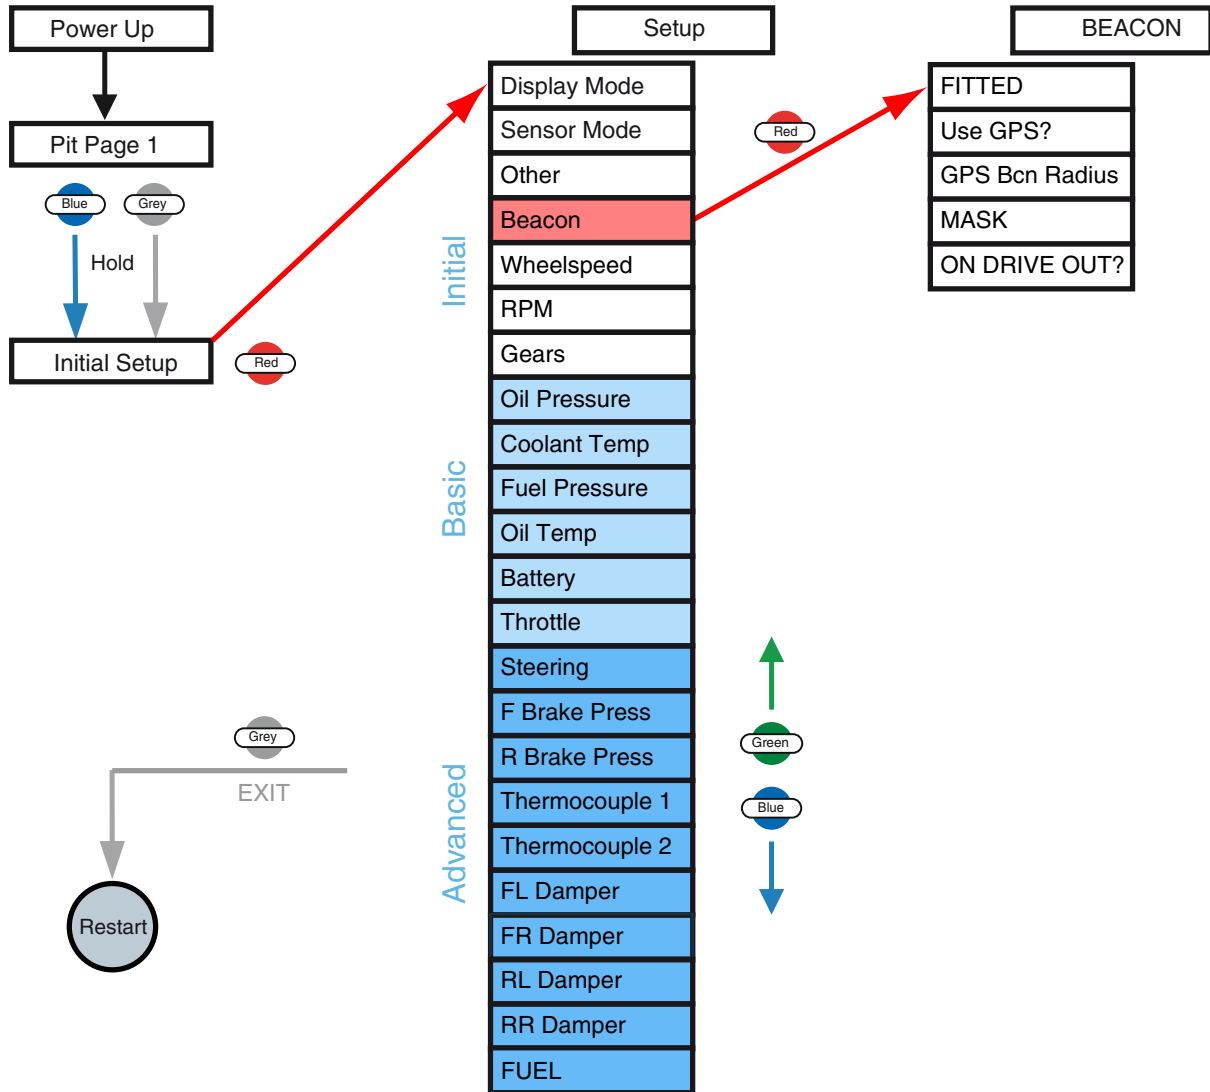 Power Up
Pit Page 1
Blue
Grey
Hold
Initial Setup
Red
Grey
EXIT
Restart
Setup
Initial
Basic
Advanced
Display Mode
Sensor Mode
Other
Beacon
Wheelspeed
RPM
Gears
Oil Pressure
Coolant Temp
Fuel Pressure
Oil Temp
Battery
Throttle
Steering
F Brake Press
R Brake Press
Thermocouple 1
Thermocouple 2
FL Damper
FR Damper
RL Damper
RR Damper
FUEL
Red
Green
Blue
BEACON
FITTED
Use GPS?
GPS Bcn Radius
MASK
ON DRIVE OUT?